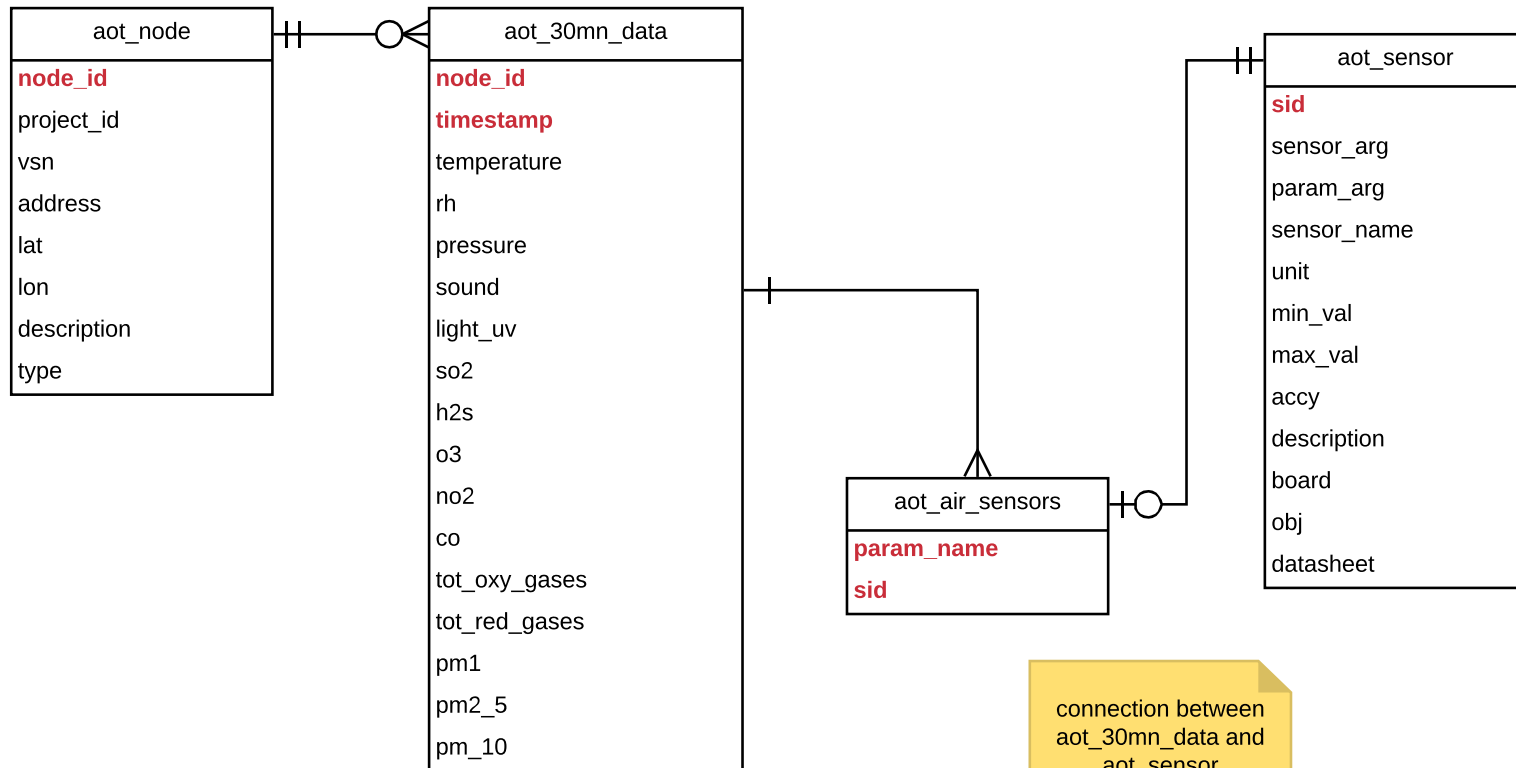 aot_node
node_id
project_id
vsn
address
lat
lon
description
type
aot_30mn_data
node_id
timestamp
temperature
rh
pressure
sound
light_uv
so2
h2s
o3
no2
co
tot_oxy_gases
tot_red_gases
pm1
pm2_5
pm_10
aot_air_sensors
param_name
sid
aot_sensor
sid
sensor_arg
param_arg
sensor_name
unit
min_val
max_val
accy
description
board
obj
datasheet
connection between
aot_30mn_data and
aot_sensor